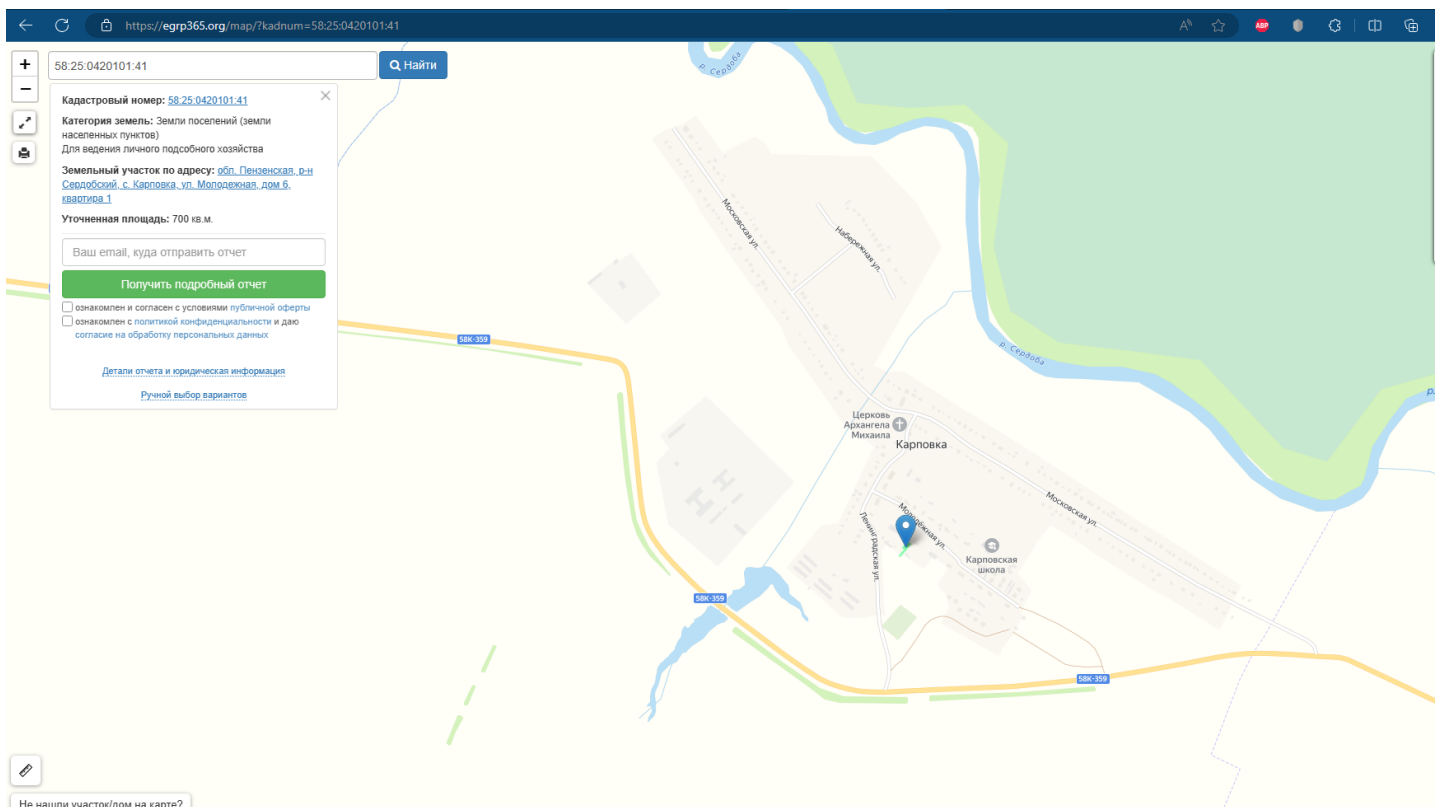 https://egrp365.org/map/?kadnum=58:25:0420101:41
ABP
+
58:25:0420101:41
Найти
−
Кадастровый номер: 58:25:0420101:41
Категория земель: Земли поселений (земли
населенных пунктов)
Для ведения личного подсобного хозяйства
Земельный участок по адресу: обл. Пензенская, р-н
Сердобский, с. Карповка, ул. Молодежная, дом 6,
квартира 1
Уточненная площадь: 700 кв.м.
Ваш email, куда отправить отчет
Получить подробный отчет
ознакомлен и согласен с условиями публичной оферты
ознакомлен с политикой конфиденциальности и даю
согласие на обработку персональных данных
Детали отчета и юридическая информация
Ручной выбор вариантов
р. Сердоба
Московская ул.
Набережная ул.
58К-359
р. Сердоба
р.
Церковь
Архангела
Михаила
Карповка
Московская ул.
Молодёжная ул.
Ленинградская ул.
Карповская
школа
58К-359
58К-359
Не нашли участок/дом на карте?